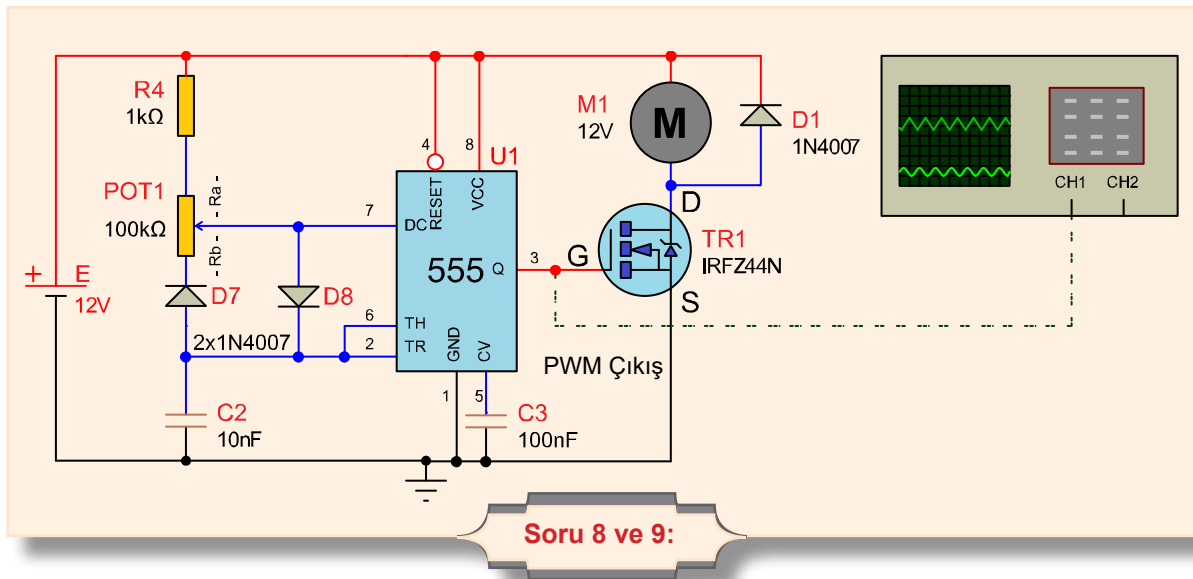 R4
1kΩ
POT1
100kΩ
- Ra -
- Rb -
+ E
12V
D7
D8
2x1N4007
C2
10nF
4
8
U1
RESET
VCC
7
DC
555
Q
3
6
TH
2
TR
GND
CV
1
5
C3
100nF
M1
12V
M
D1
1N4007
D
G
S
TR1
IRFZ44N
PWM Çıkış
CH1
CH2
Soru 8 ve 9: